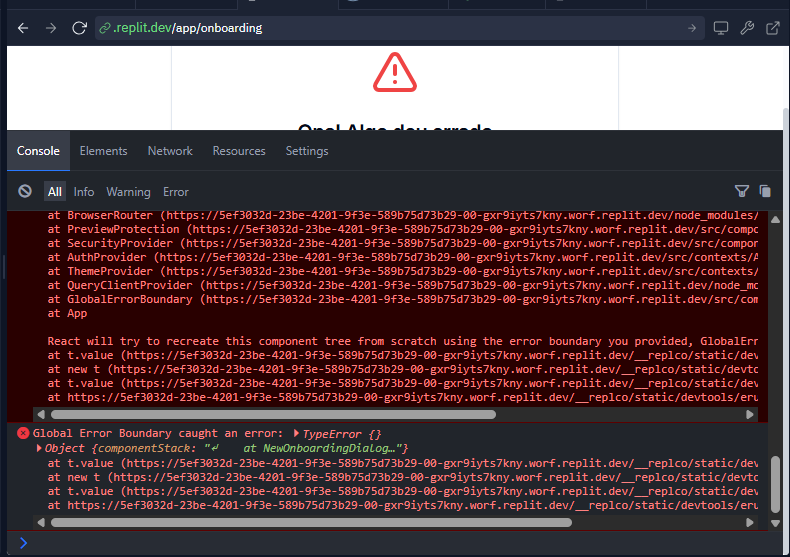 .replit.dev/app/onboarding
Ops! Algo deu errado
Console Elements Network Resources Settings
All Info Warning Error
at BrowserRouter (https://5ef3032d-23be-4201-9f3e-589b75d73b29-00-gxr9iyts7kny.worf.replit.dev/node_modules/
at PreviewProtection (https://5ef3032d-23be-4201-9f3e-589b75d73b29-00-gxr9iyts7kny.worf.replit.dev/src/compo
at SecurityProvider (https://5ef3032d-23be-4201-9f3e-589b75d73b29-00-gxr9iyts7kny.worf.replit.dev/src/compon
at AuthProvider (https://5ef3032d-23be-4201-9f3e-589b75d73b29-00-gxr9iyts7kny.worf.replit.dev/src/contexts/A
at ThemeProvider (https://5ef3032d-23be-4201-9f3e-589b75d73b29-00-gxr9iyts7kny.worf.replit.dev/src/contexts/
at QueryClientProvider (https://5ef3032d-23be-4201-9f3e-589b75d73b29-00-gxr9iyts7kny.worf.replit.dev/node_mo
at GlobalErrorBoundary (https://5ef3032d-23be-4201-9f3e-589b75d73b29-00-gxr9iyts7kny.worf.replit.dev/src/com
at App
React will try to recreate this component tree from scratch using the error boundary you provided, GlobalErr
at t.value (https://5ef3032d-23be-4201-9f3e-589b75d73b29-00-gxr9iyts7kny.worf.replit.dev/__replco/static/dev
at new t (https://5ef3032d-23be-4201-9f3e-589b75d73b29-00-gxr9iyts7kny.worf.replit.dev/__replco/static/devtc
at t.value (https://5ef3032d-23be-4201-9f3e-589b75d73b29-00-gxr9iyts7kny.worf.replit.dev/__replco/static/dev
at https://5ef3032d-23be-4201-9f3e-589b75d73b29-00-gxr9iyts7kny.worf.replit.dev/__replco/static/devtools/eru
Global Error Boundary caught an error: TypeError {}
Object {componentStack: "↵ at NewOnboardingDialog…"}
at t.value (https://5ef3032d-23be-4201-9f3e-589b75d73b29-00-gxr9iyts7kny.worf.replit.dev/__replco/static/dev
at new t (https://5ef3032d-23be-4201-9f3e-589b75d73b29-00-gxr9iyts7kny.worf.replit.dev/__replco/static/devtc
at t.value (https://5ef3032d-23be-4201-9f3e-589b75d73b29-00-gxr9iyts7kny.worf.replit.dev/__replco/static/dev
at https://5ef3032d-23be-4201-9f3e-589b75d73b29-00-gxr9iyts7kny.worf.replit.dev/__replco/static/devtools/eru